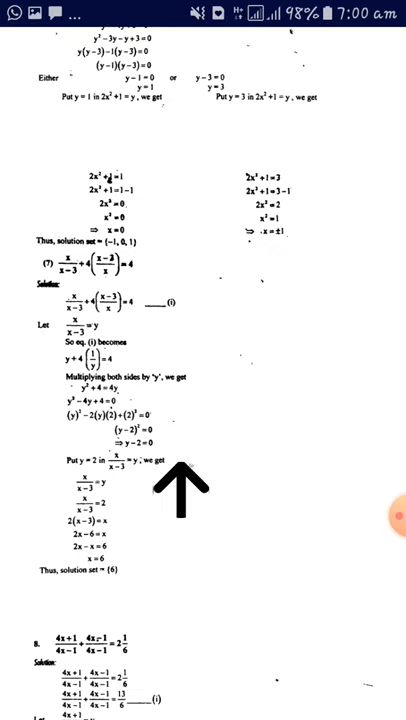 98% 7:00 am
y² -3y-y+3=0
y(y-3)-1(y-3)=0
(y-1)(y-3)=0
Either y-1=0 or y-3=0
y=1 y=3
Put y = 1 in 2x² +1 = y, we get Put y = 3 in 2x² +1 = y, we get
2x² +1=1 2x² +1=3
2x² +1=1-1 2x² +1=3-1
2x² =0 2x² =2
x² =0 x² =1
⇒ x=0 ⇒ x=±1
Thus, solution set = {-1, 0, 1}
(7) x/(x-3) +4((x-3)/x)=4
Solution:
x/(x-3) +4((x-3)/x)=4 ____(i)
Let x/(x-3) =y
So eq. (i) becomes
y+4(1/y)=4
Multiplying both sides by 'y', we get
y² +4=4y
y² -4y+4=0
(y)² -2(y)(2)+(2)² =0
(y-2)² =0
⇒y-2=0
Put y = 2 in x/(x-3) =y, we get
x/(x-3) =y
x/(x-3) =2
2(x-3)=x
2x-6=x
2x-x=6
x=6
Thus, solution set = {6}
8. (4x+1)/(4x-1) + (4x-1)/(4x-1) =2 1/6
Solution:
(4x+1)/(4x-1) + (4x-1)/(4x-1) =2 1/6
(4x+1)/(4x-1) + (4x-1)/(4x-1) = 13/6 ____(i)
4x+1